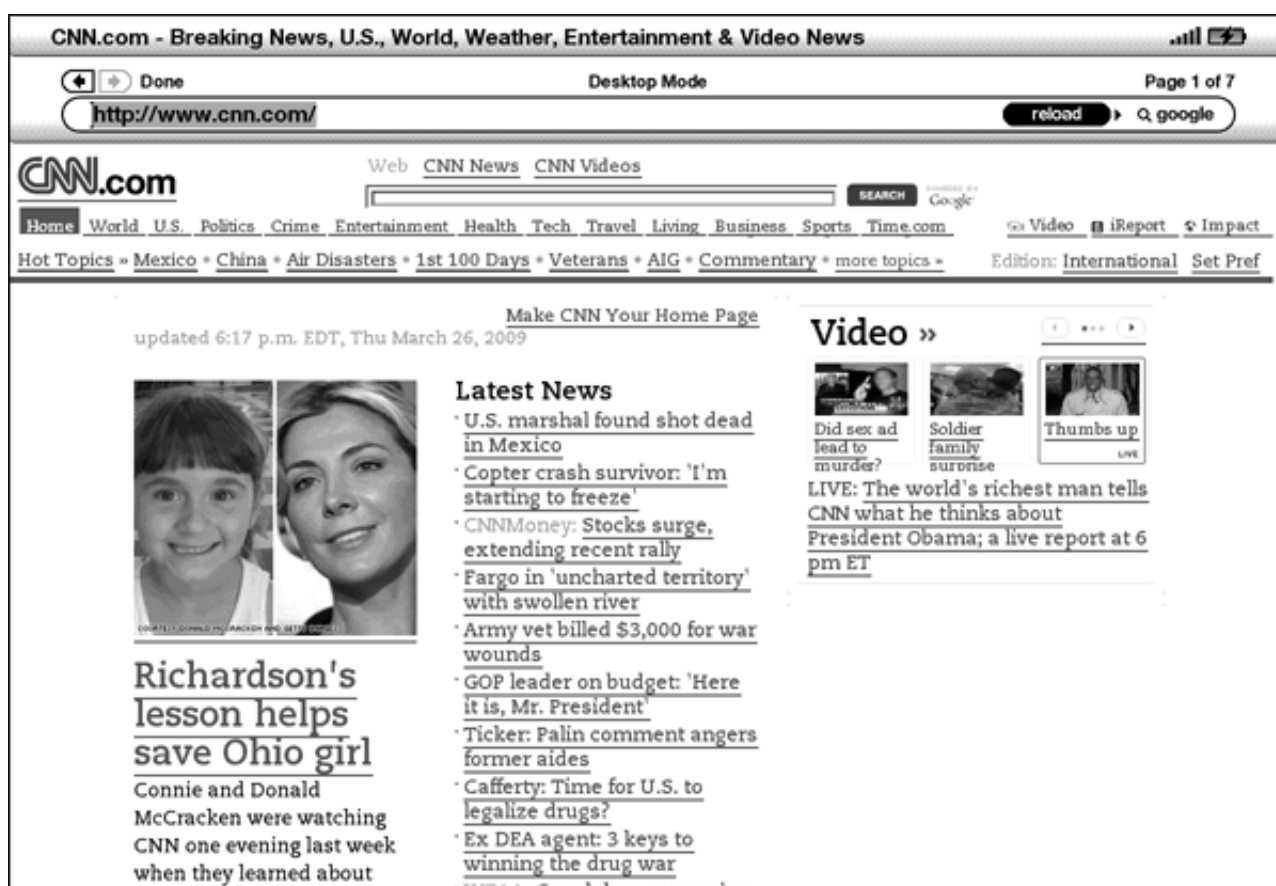 CNN.com - Breaking News, U.S., World, Weather, Entertainment & Video News
Done
Desktop Mode
Page 1 of 7
http://www.cnn.com/
reload
google
CNN.com
Web CNN News CNN Videos
SEARCH
POWERED BY
Google
Home World U.S. Politics Crime Entertainment Health Tech Travel Living Business Sports Time.com
Video iReport Impact
Hot Topics » Mexico • China • Air Disasters • 1st 100 Days • Veterans • AIG • Commentary • more topics »
Edition: International Set Pref
Make CNN Your Home Page
updated 6:17 p.m. EDT, Thu March 26, 2009
COURTESY DONALD MCCRACKEN AND GETTY IMAGES
Richardson's
lesson helps
save Ohio girl
Connie and Donald
McCracken were watching
CNN one evening last week
when they learned about
Latest News
U.S. marshal found shot dead
in Mexico
Copter crash survivor: 'I'm
starting to freeze'
CNNMoney: Stocks surge,
extending recent rally
Fargo in 'uncharted territory'
with swollen river
Army vet billed $3,000 for war
wounds
GOP leader on budget: 'Here
it is, Mr. President'
Ticker: Palin comment angers
former aides
Cafferty: Time for U.S. to
legalize drugs?
Ex DEA agent: 3 keys to
winning the drug war
Video »
Did sex ad
lead to
murder?
Soldier
family
surprise
Thumbs up
LIVE
LIVE: The world's richest man tells
CNN what he thinks about
President Obama; a live report at 6
pm ET